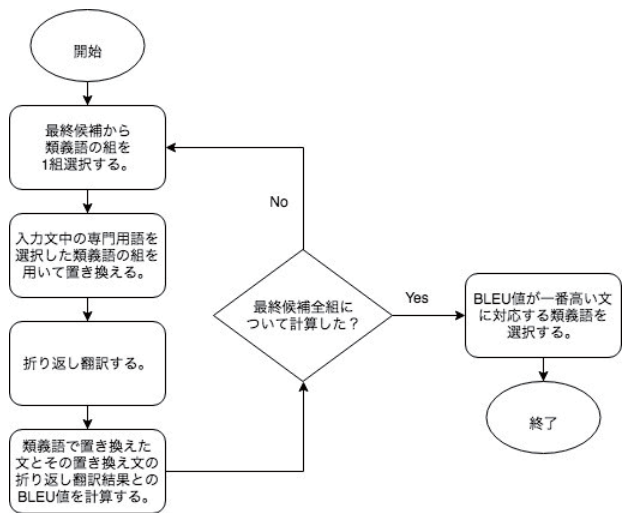 開始
最終候補から
類義語の組を
1組選択する。
入力文中の専門用語を
選択した類義語の組を
用いて置き換える。
折り返し翻訳する。
類義語で置き換えた
文とその置き換え文の
折り返し翻訳結果との
BLEU値を計算する。
最終候補全組に
ついて計算した？
No
Yes
BLEU値が一番高い文
に対応する類義語を
選択する。
終了